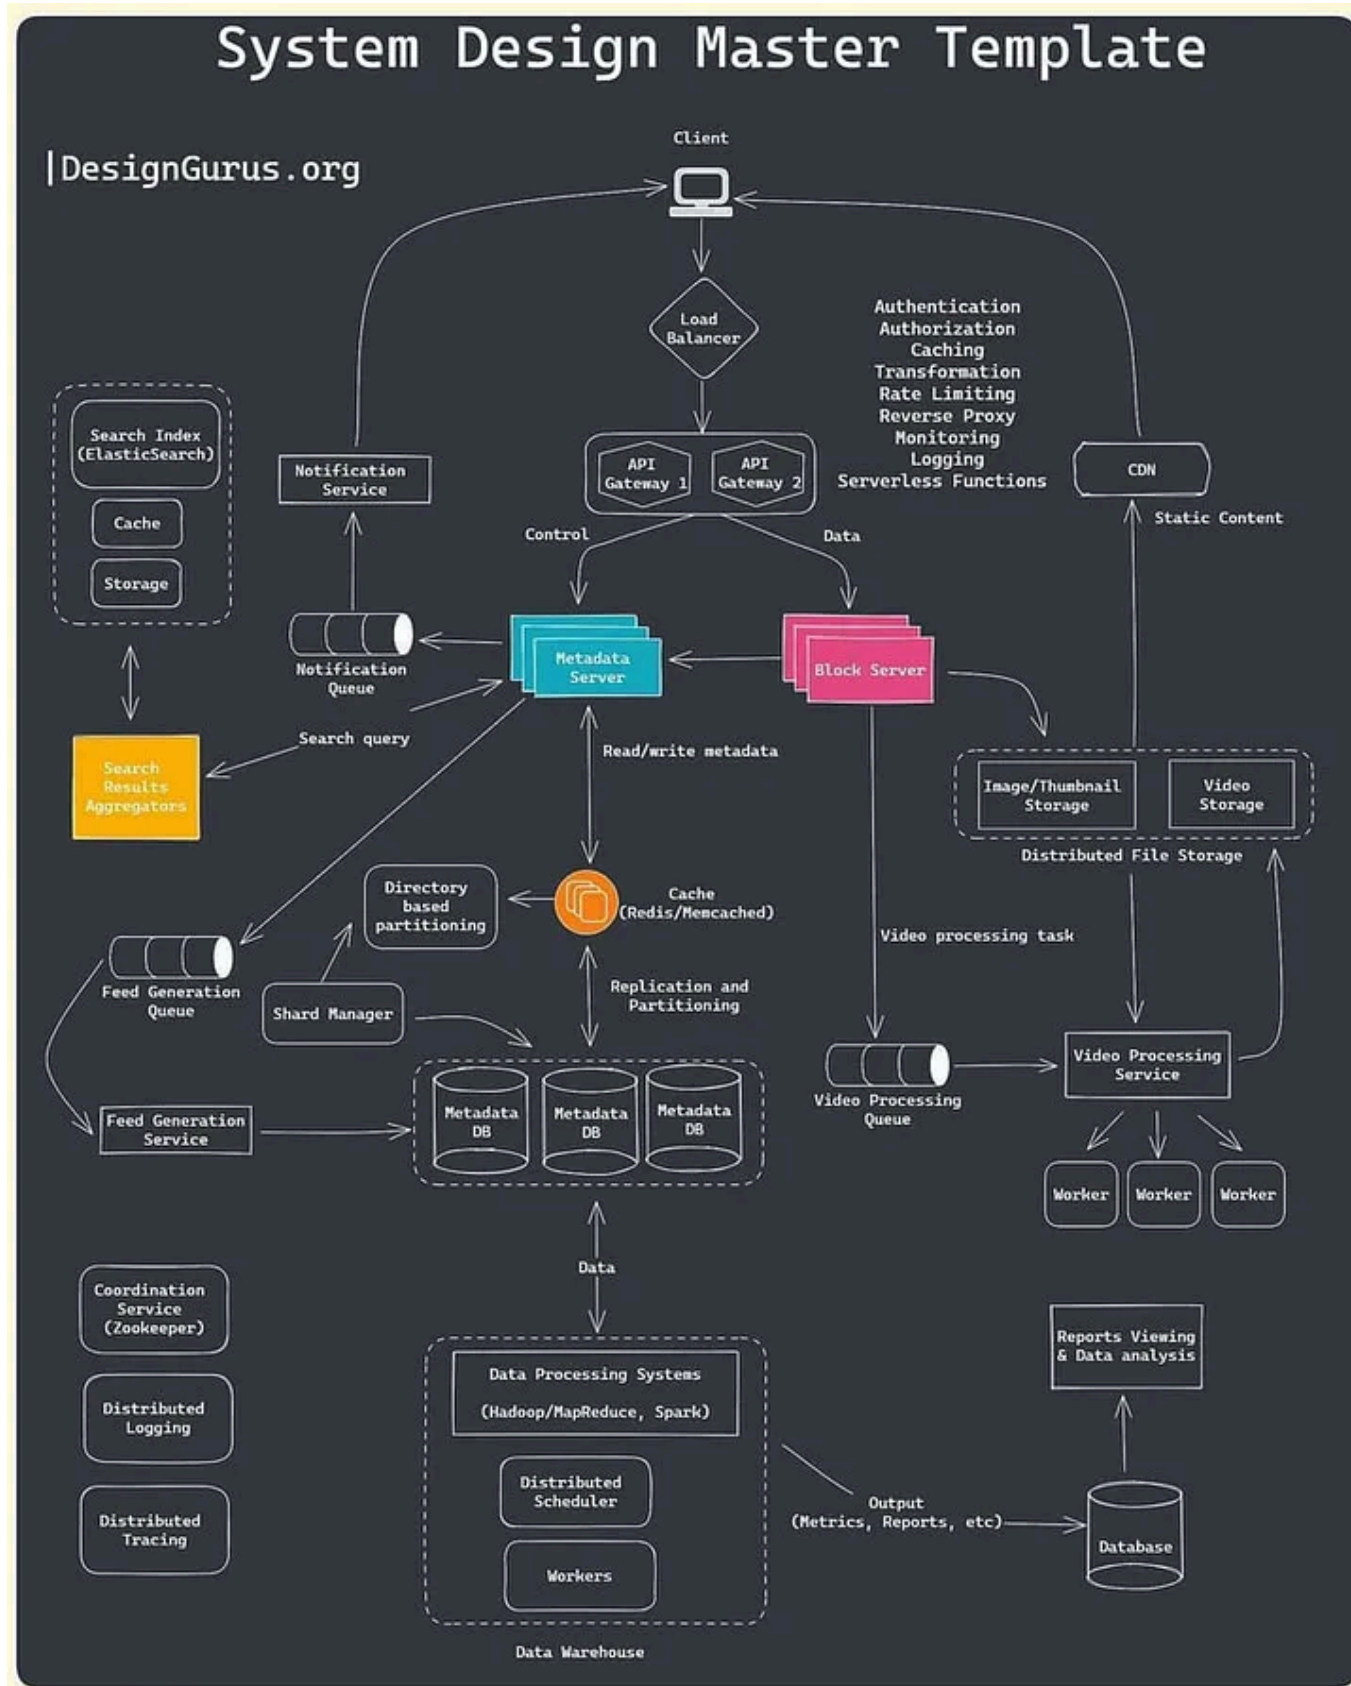 System Design Master Template
|DesignGurus.org
Client
Load
Balancer
Authentication
Authorization
Caching
Transformation
Rate Limiting
Reverse Proxy
Monitoring
Logging
Serverless Functions
Search Index
(ElasticSearch)
Cache
Storage
Notification
Service
API
Gateway 1
API
Gateway 2
CDN
Static Content
Control
Data
Notification
Queue
Metadata
Server
Block Server
Search query
Read/write metadata
Search
Results
Aggregators
Image/Thumbnail
Storage
Video
Storage
Distributed File Storage
Directory
based
partitioning
Cache
(Redis/Memcached)
Video processing task
Feed Generation
Queue
Shard Manager
Replication and
Partitioning
Video Processing
Queue
Video Processing
Service
Feed Generation
Service
Metadata
DB
Metadata
DB
Metadata
DB
Worker
Worker
Worker
Data
Coordination
Service
(Zookeeper)
Distributed
Logging
Distributed
Tracing
Data Processing Systems
(Hadoop/MapReduce, Spark)
Distributed
Scheduler
Workers
Data Warehouse
Output
(Metrics, Reports, etc)
Reports Viewing
& Data analysis
Database